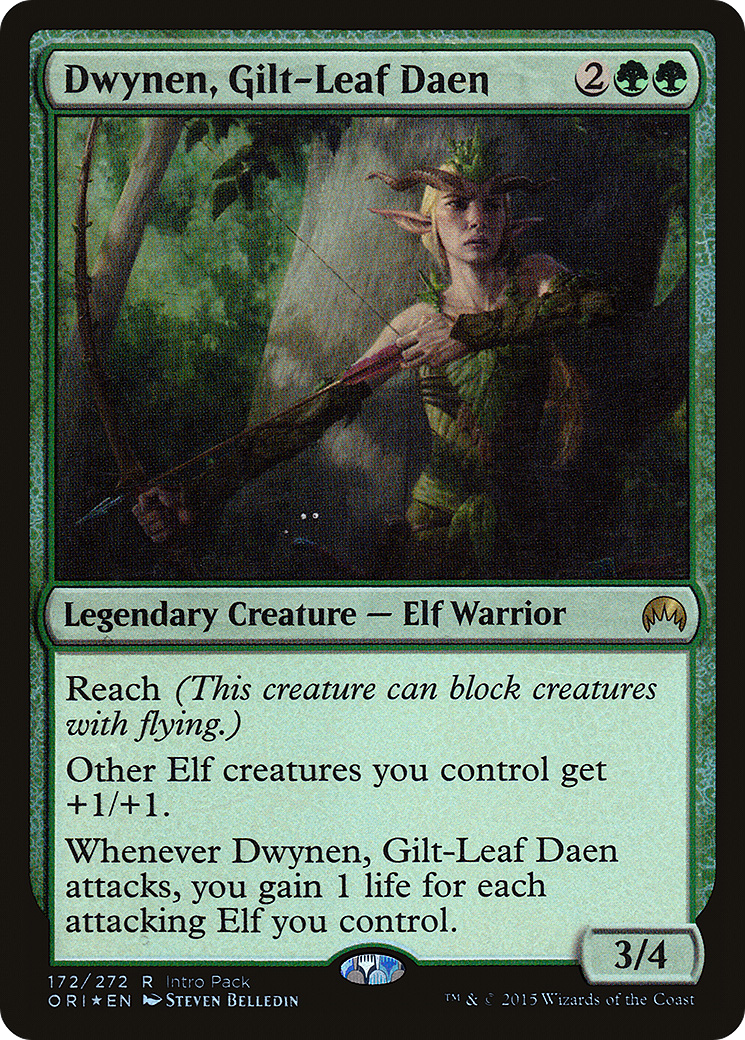 Dwynen, Gilt-Leaf Daen 2
Legendary Creature — Elf Warrior
Reach (This creature can block creatures
with flying.)
Other Elf creatures you control get
+1/+1.
Whenever Dwynen, Gilt-Leaf Daen
attacks, you gain 1 life for each
attacking Elf you control.
3/4
172/272 R Intro Pack
ORI★EN Steven Belledin
™ & © 2015 Wizards of the Coast